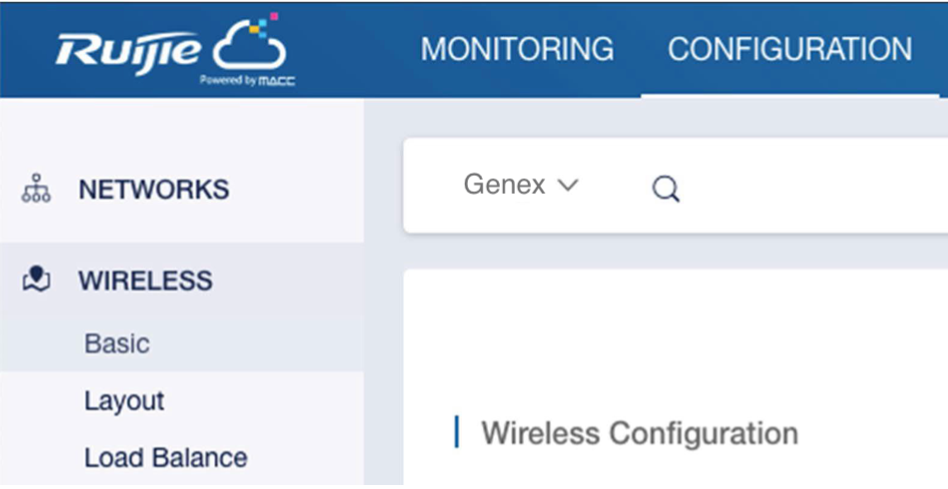 Ruijie
Powered by MACC
MONITORING
CONFIGURATION
NETWORKS
WIRELESS
Basic
Layout
Load Balance
Genex
Wireless Configuration